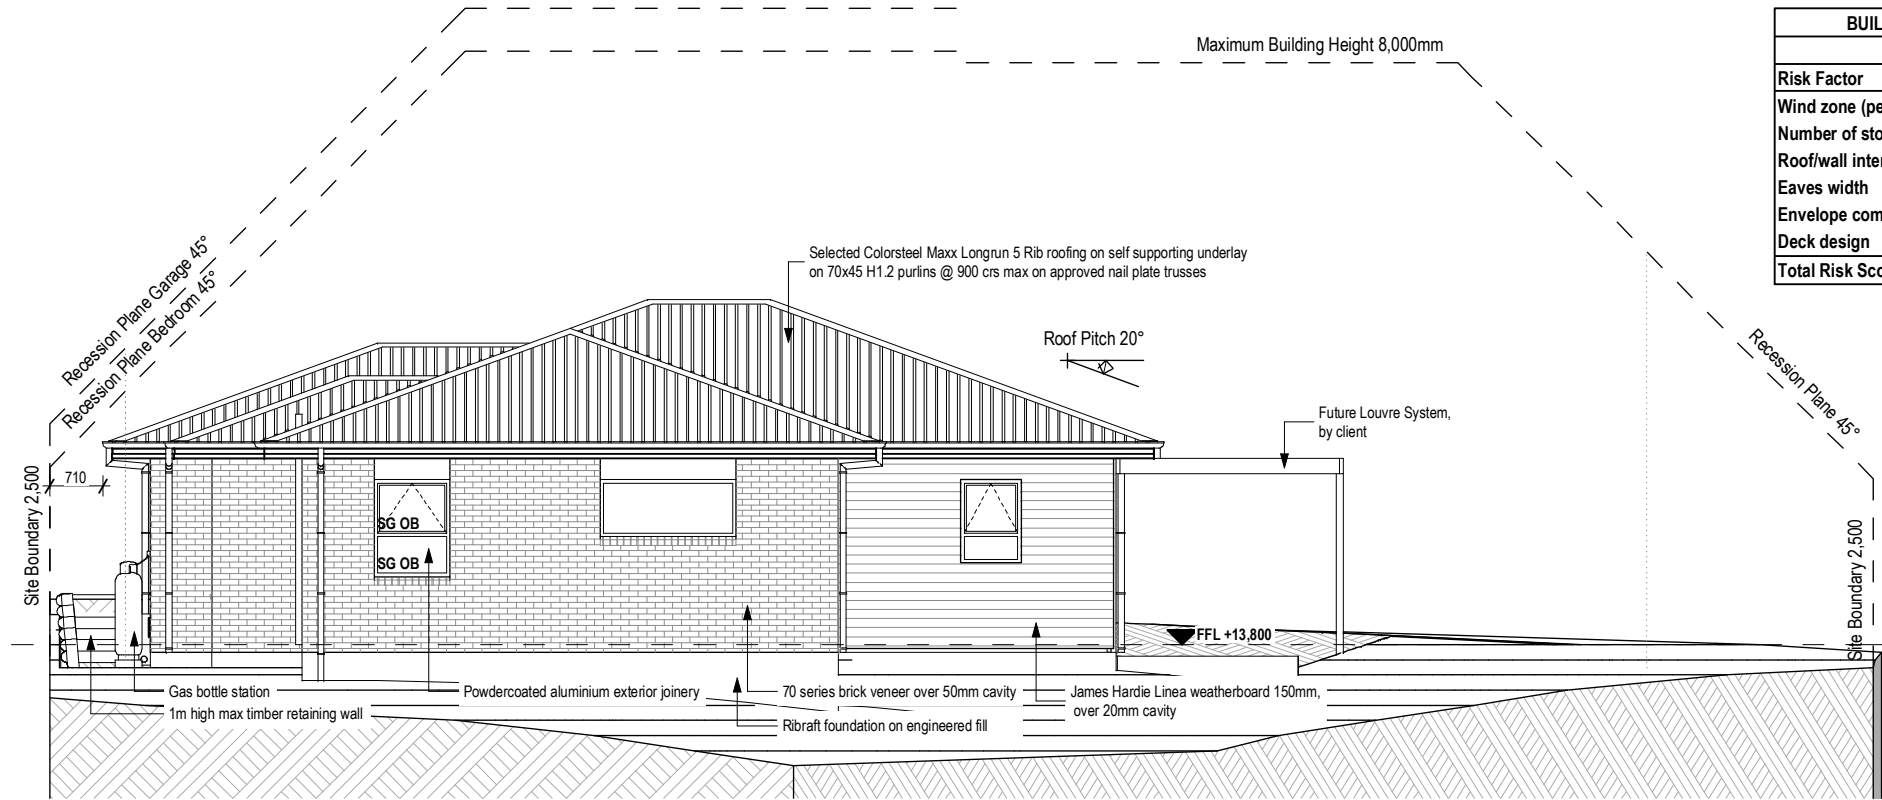 Maximum Building Height 8,000mm
BUIL
Risk Factor
Wind zone (pe
Number of sto
Roof/wall inter
Eaves width
Envelope com
Deck design
Total Risk Sco
Recession Plane Garage 45°
Recession Plane Bedroom 45°
Selected Colorsteel Maxx Longrun 5 Rib roofing on self supporting underlay
on 70x45 H1.2 purlins @ 900 crs max on approved nail plate trusses
Roof Pitch 20°
Recession Plane 45°
Future Louvre System,
by client
710
Site Boundary 2,500
SG OB
SG OB
FFL +13,800
Site Boundary 2,500
Gas bottle station
1m high max timber retaining wall
Powdercoated aluminium exterior joinery
70 series brick veneer over 50mm cavity
Ribraft foundation on engineered fill
James Hardie Linea weatherboard 150mm,
over 20mm cavity